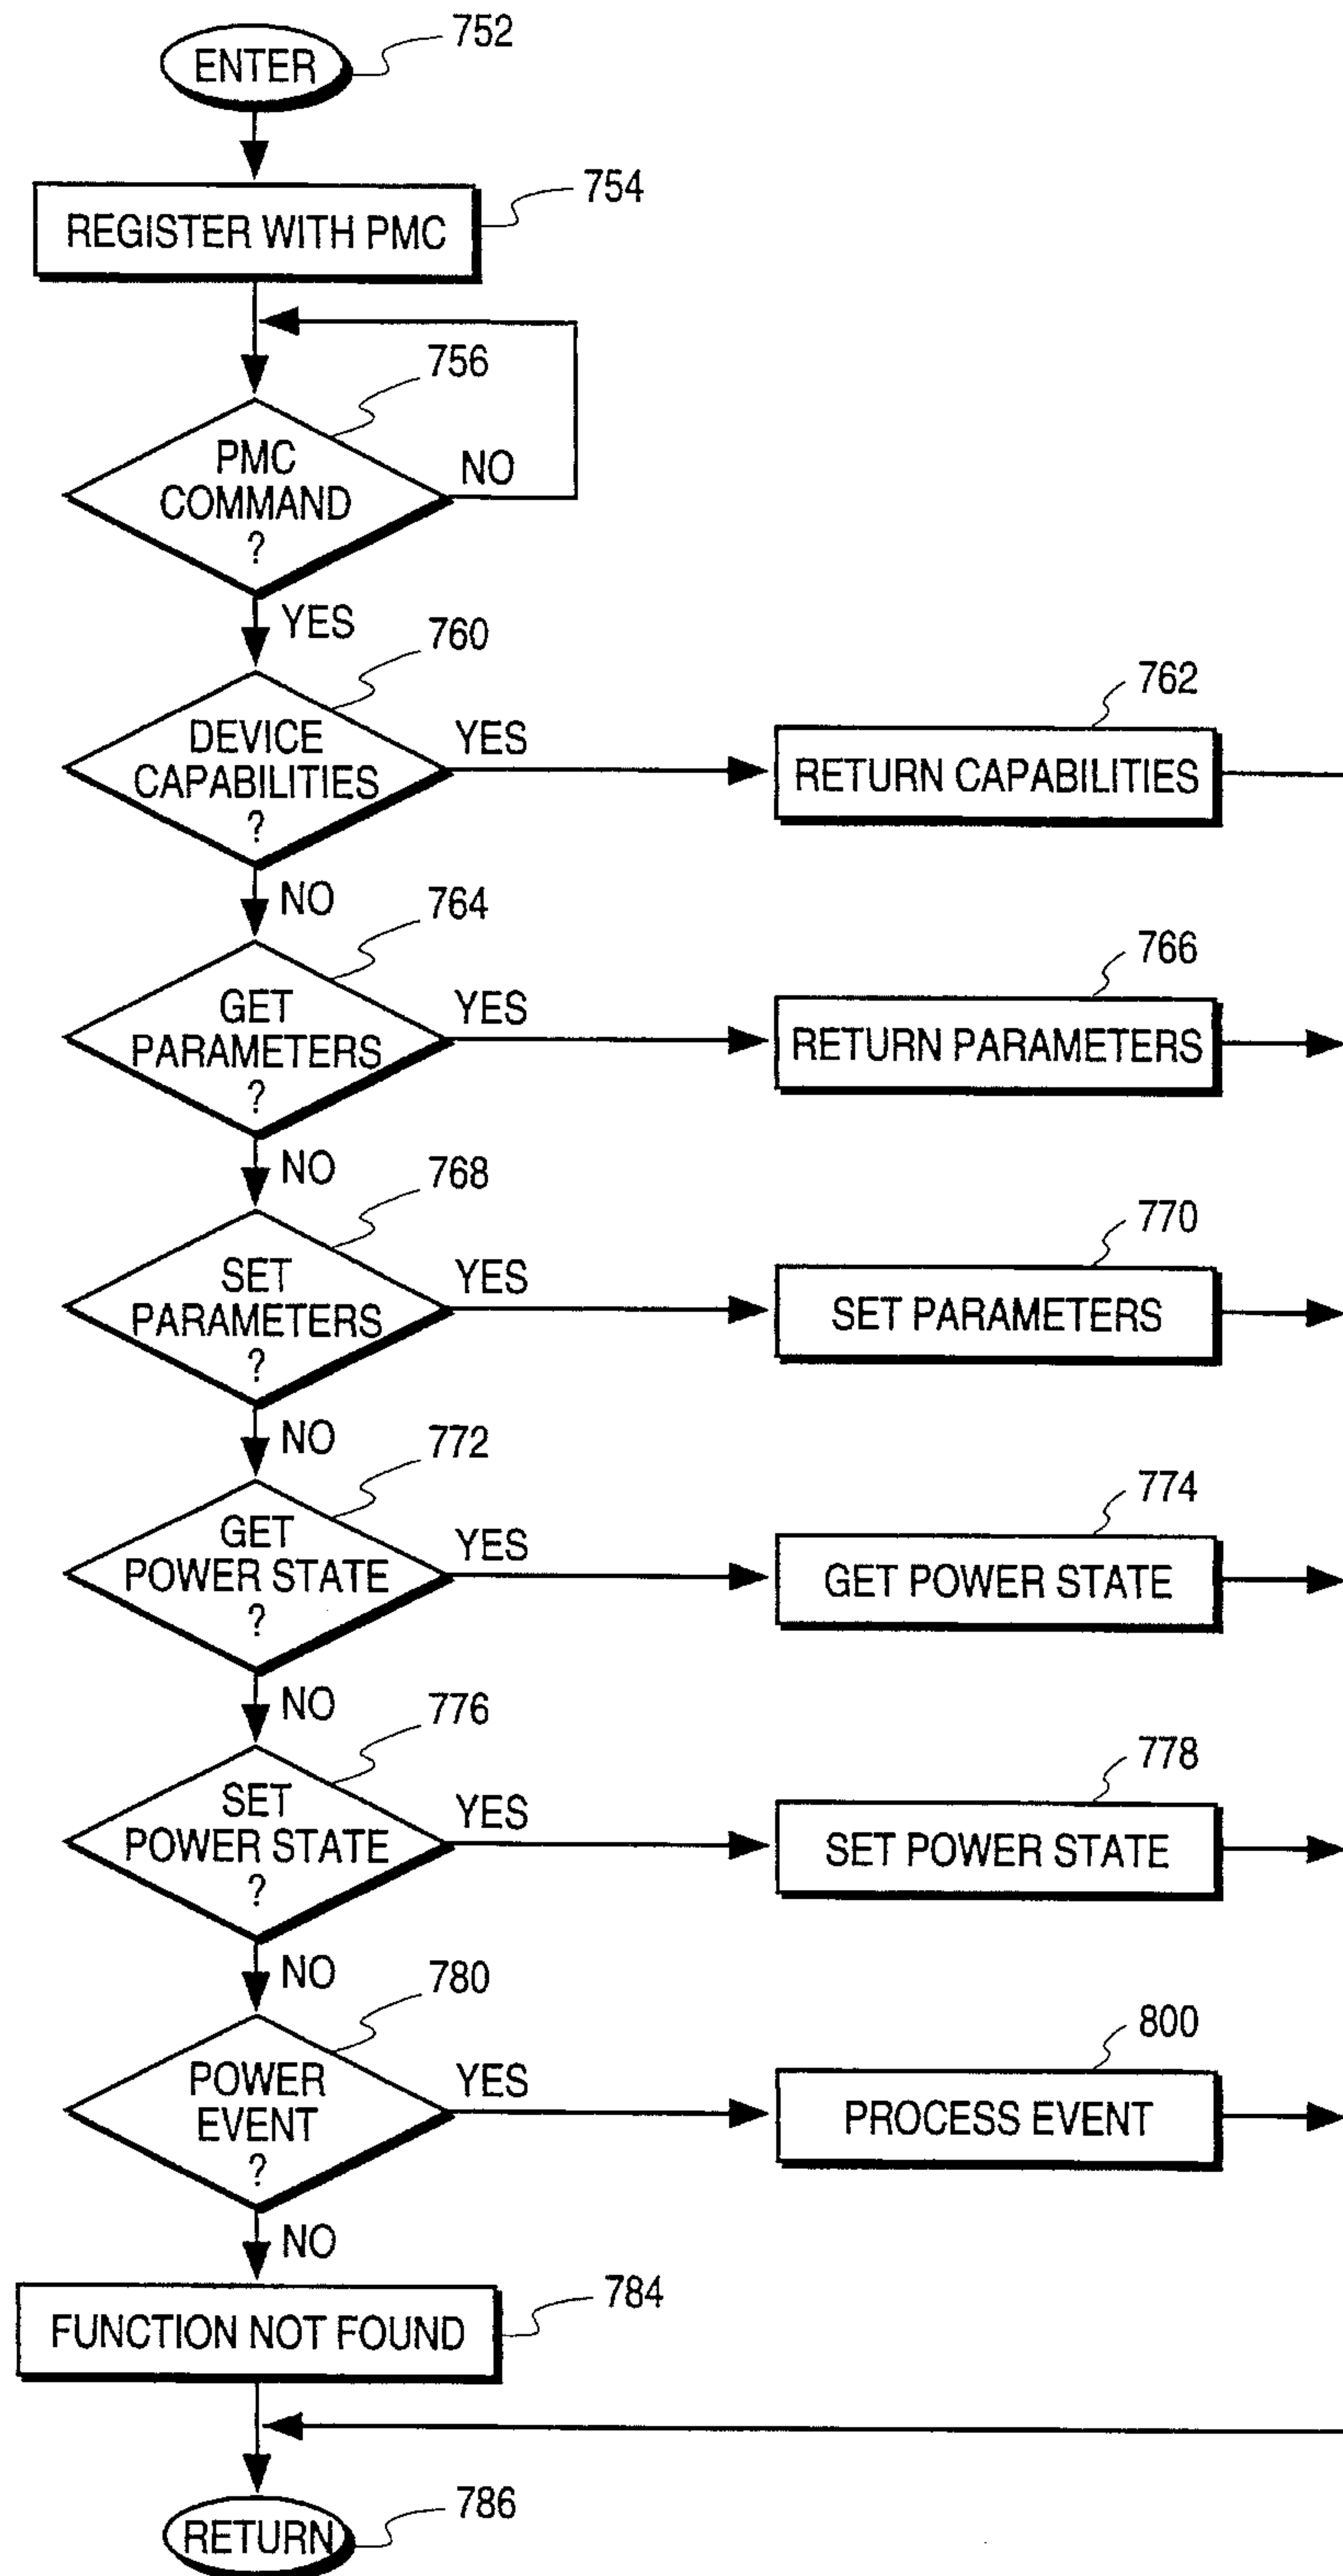 ENTER
752
REGISTER WITH PMC
754
756
PMC
COMMAND
?
NO
YES
760
DEVICE
CAPABILITIES
?
YES
762
RETURN CAPABILITIES
NO
764
GET
PARAMETERS
?
YES
766
RETURN PARAMETERS
NO
768
SET
PARAMETERS
?
YES
770
SET PARAMETERS
NO
772
GET
POWER STATE
?
YES
774
GET POWER STATE
NO
776
SET
POWER STATE
?
YES
778
SET POWER STATE
NO
780
POWER
EVENT
?
YES
800
PROCESS EVENT
NO
784
FUNCTION NOT FOUND
RETURN
786